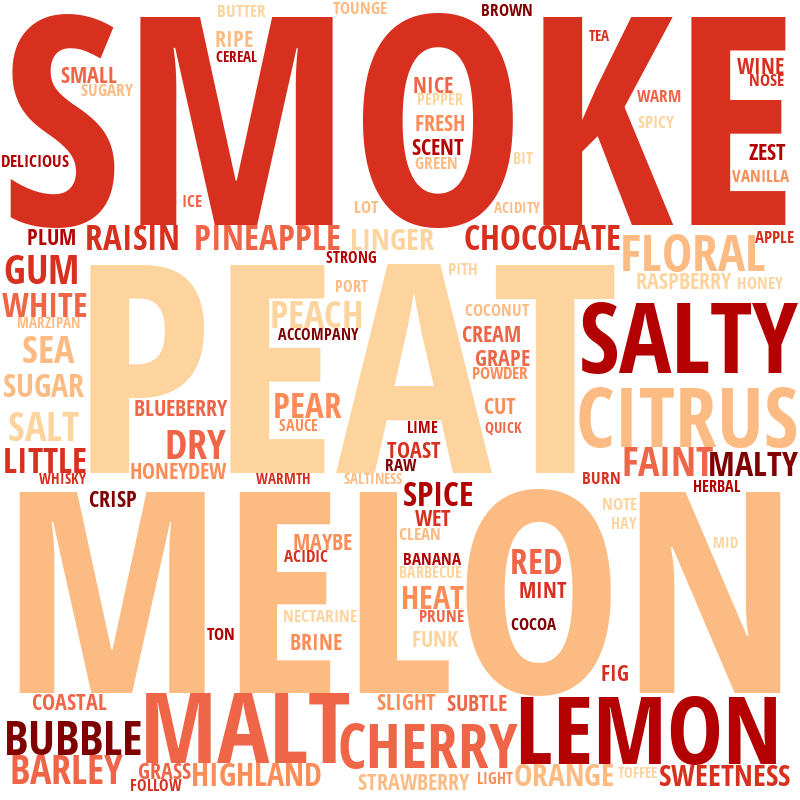 BUTTER
TOUNGE
BROWN
SMOKE
RIPE
TEA
CEREAL
SMALL
WINE
NICE
NOSE
SUGARY
WARM
PEPPER
FRESH
SPICY
SCENT
ZEST
DELICIOUS
GREEN
BIT
VANILLA
ICE
LOT
ACIDITY
PLUM
RAISIN
PINEAPPLE
LINGER
CHOCOLATE
APPLE
FLORAL
STRONG
GUM
PITH
RASPBERRY
HONEY
PORT
WHITE
PEACH
COCONUT
MARZIPAN
ACCOMPANY
CREAM
SALTY
SEA
GRAPE
PEAT
POWDER
SUGAR
BLUEBERRY
PEAR
CUT
CITRUS
SALT
SAUCE
LIME
QUICK
DRY
TOAST
LITTLE
RAW
FAINT
MALTY
HONEYDEW
WHISKY
WARMTH
SALTINESS
BURN
HERBAL
CRISP
SPICE
NOTE
WET
HAY
CLEAN
MAYBE
MID
ACIDIC
BANANA
RED
BARBECUE
MELON
MINT
HEAT
NECTARINE
PRUNE
COCOA
TON
BRINE
FUNK
FIG
COASTAL
SLIGHT
SUBTLE
MALT
LEMON
BUBBLE
CHERRY
BARLEY
GRASS
HIGHLAND
LIGHT
ORANGE
TOFFEE
SWEETNESS
FOLLOW
STRAWBERRY